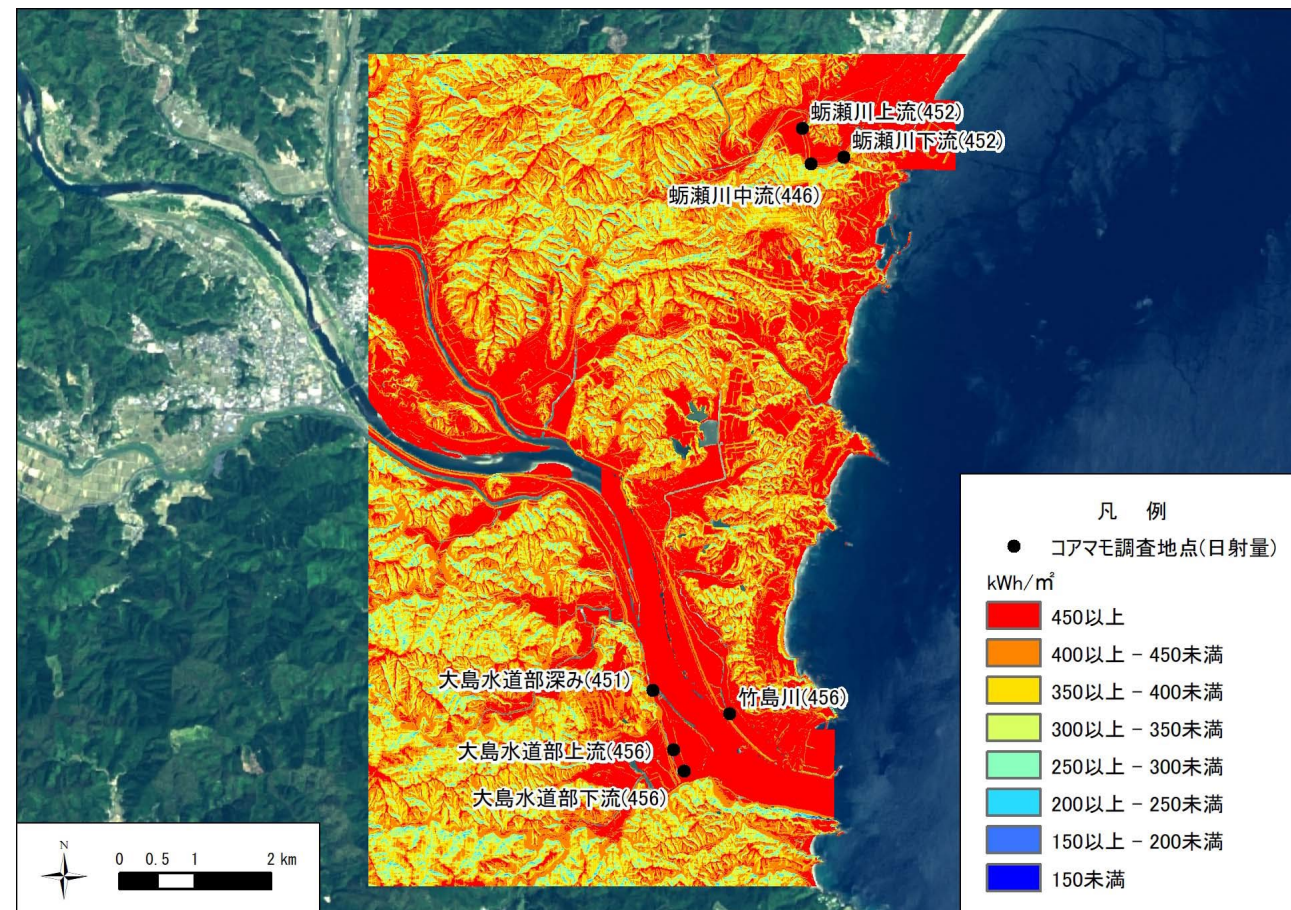 蛎瀬川上流(452)
蛎瀬川下流(452)
蛎瀬川中流(446)
大島水道部深み(451)
竹島川(456)
大島水道部上流(456)
大島水道部下流(456)
凡 例
コアマモ調査地点(日射量)
kWh/㎡
450以上
400以上 - 450未満
350以上 - 400未満
300以上 - 350未満
250以上 - 300未満
200以上 - 250未満
150以上 - 200未満
150未満
N
0 0.5 1 2 km